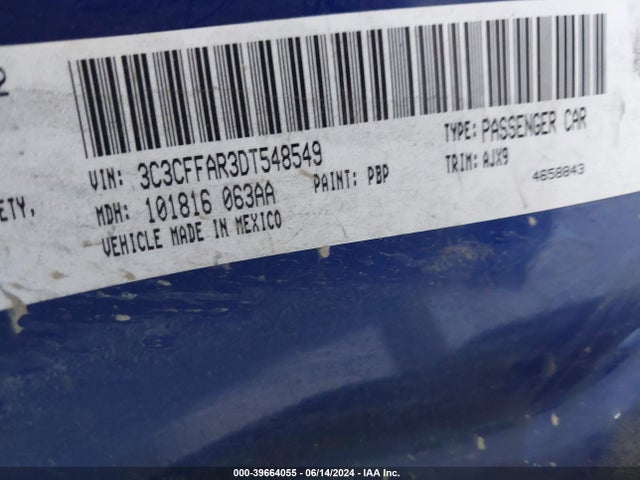 2
VIN: 3C3CFFAR3DT548549
TYPE: PASSENGER CAR
ETY,
MDH: 101816 063AA
PAINT: PBP
TRIM: AJX9
4658843
VEHICLE MADE IN MEXICO
000-39664055 - 06/14/2024 - IAA Inc.